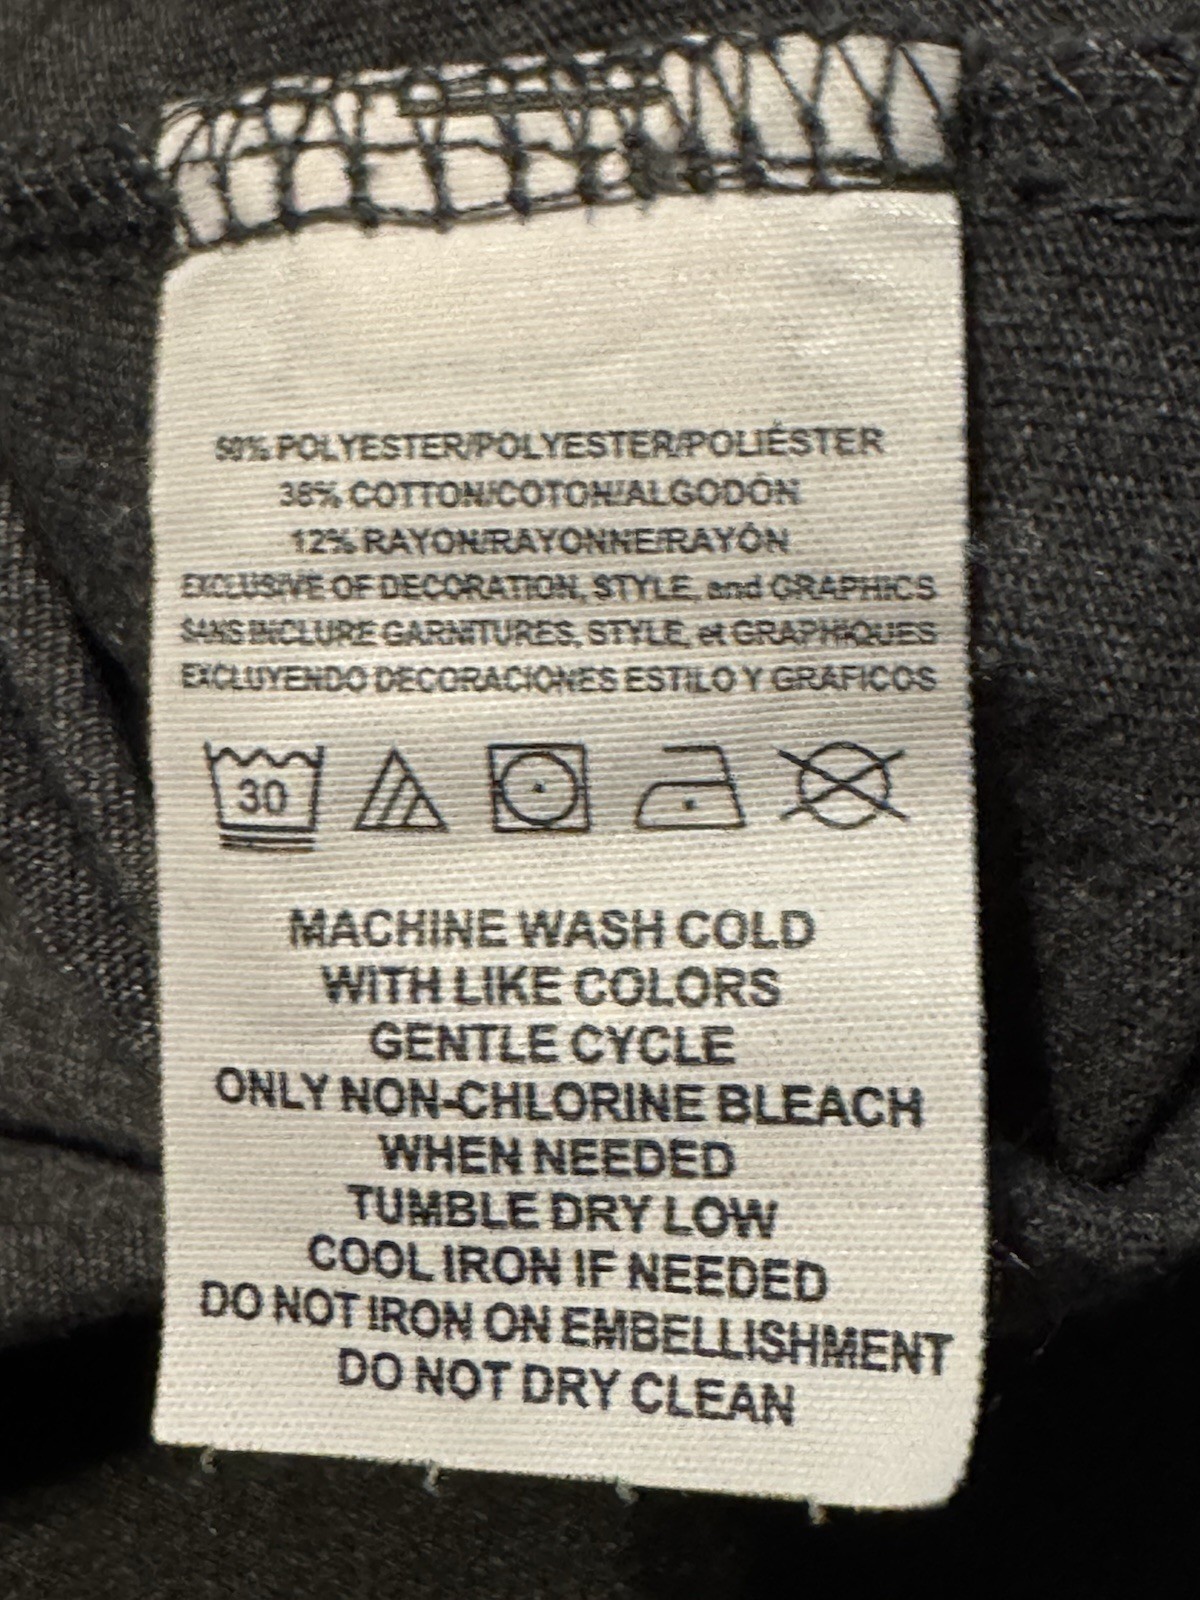 50% POLYESTER/POLYESTER/POLIÉSTER
38% COTTON/COTON/ALGODÓN
12% RAYON/RAYONNE/RAYÓN
EXCLUSIVE OF DECORATION, STYLE, and GRAPHICS
SANS INCLURE GARNITURES, STYLE, et GRAPHIQUES
EXCLUYENDO DECORACIONES ESTILO Y GRAFICOS
30
MACHINE WASH COLD
WITH LIKE COLORS
GENTLE CYCLE
ONLY NON-CHLORINE BLEACH
WHEN NEEDED
TUMBLE DRY LOW
COOL IRON IF NEEDED
DO NOT IRON ON EMBELLISHMENT
DO NOT DRY CLEAN